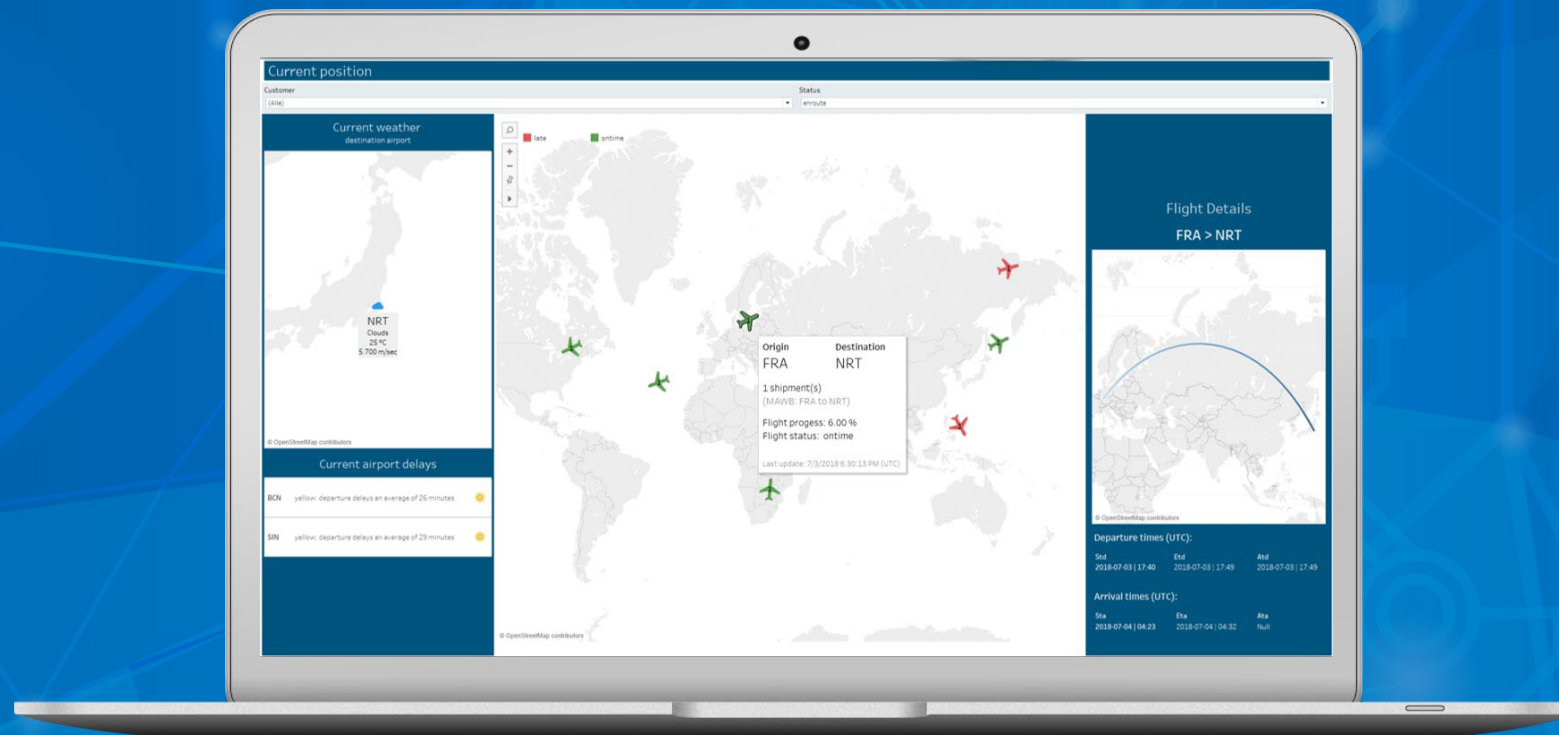 Current position
Customer
Status
(Alle)
enroute
Current weather
destination airport
NRT
Clouds
25 ºC
5.700 m/sec
© OpenStreetMap contributors
Current airport delays
BCN yellow: departure delays an average of 26 minutes
SIN yellow: departure delays an average of 29 minutes
late
ontime
Origin Destination
FRA NRT
1 shipment(s)
(MAWB: FRA to NRT)
Flight progess: 6.00 %
Flight status: ontime
Last update: 7/3/2018 6:30:13 PM (UTC)
© OpenStreetMap contributors
Flight Details
FRA > NRT
© OpenStreetMap contributors
Departure times (UTC):
Std Etd Atd
2018-07-03 | 17:40 2018-07-03 | 17:49 2018-07-03 | 17:49
Arrival times (UTC):
Sta Eta Ata
2018-07-04 | 04:23 2018-07-04 | 04:32 Null